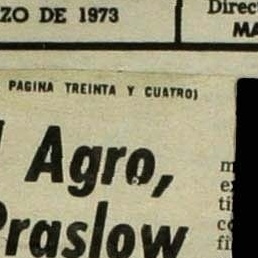 ZO DE 1973
Direc
MA
PAGINA TREINTA Y CUATRO)
Agro,
Praslow